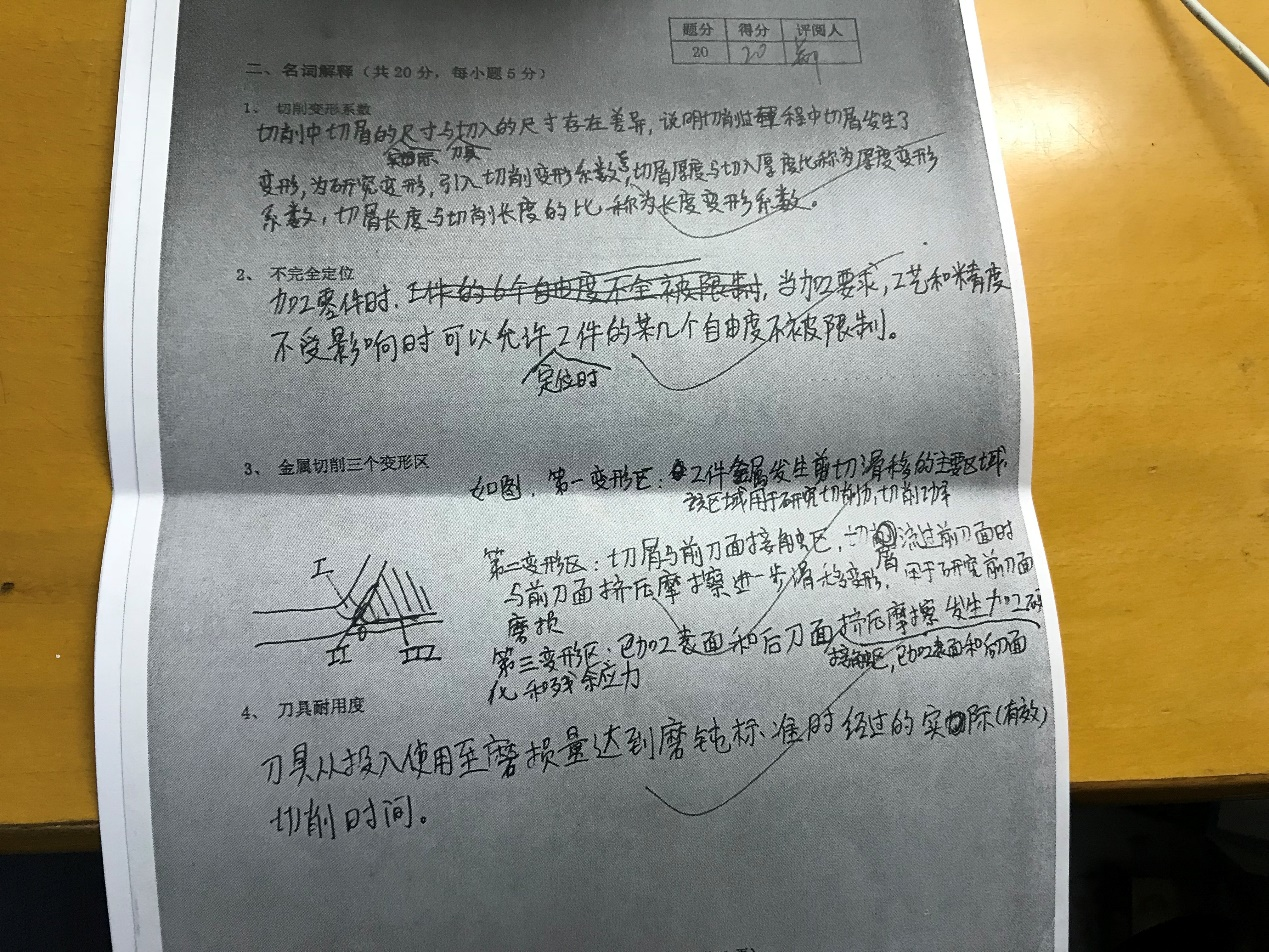 题分 得分 评阅人
20 20
二、名词解释（共20分，每小题5分）
1、 切削变形系数
切削中切屑的实际尺寸与刀具切入的尺寸存在差异，说明切削过程中切屑发生了
变形，为研究变形，引入切削变形系数ξ，切屑厚度与切入厚度比称为厚度变形
系数，切屑长度与切削长度的比称为长度变形系数。
2、 不完全定位
加工零件时，工件的6个自由度不全被限制，当加工要求，工艺和精度
不受影响时可以允许工件定位时的某几个自由度不被限制。
3、 金属切削三个变形区
如图，第一变形区：工件金属发生剪切滑移的主要区域，
该区域用于研究切削力，切削功率
I
II
III
第二变形区：切屑与前刀面接触区，切屑流过前刀面时
与前刀面挤压摩擦进一步滑移变形，用于研究前刀面
磨损
第三变形区：已加工表面和后刀面接触区，已加工表面和后刀面挤压摩擦发生加工硬
化和残余应力
4、 刀具耐用度
刀具从投入使用至磨损量达到磨钝标准时经过的实际（有效）
切削时间。